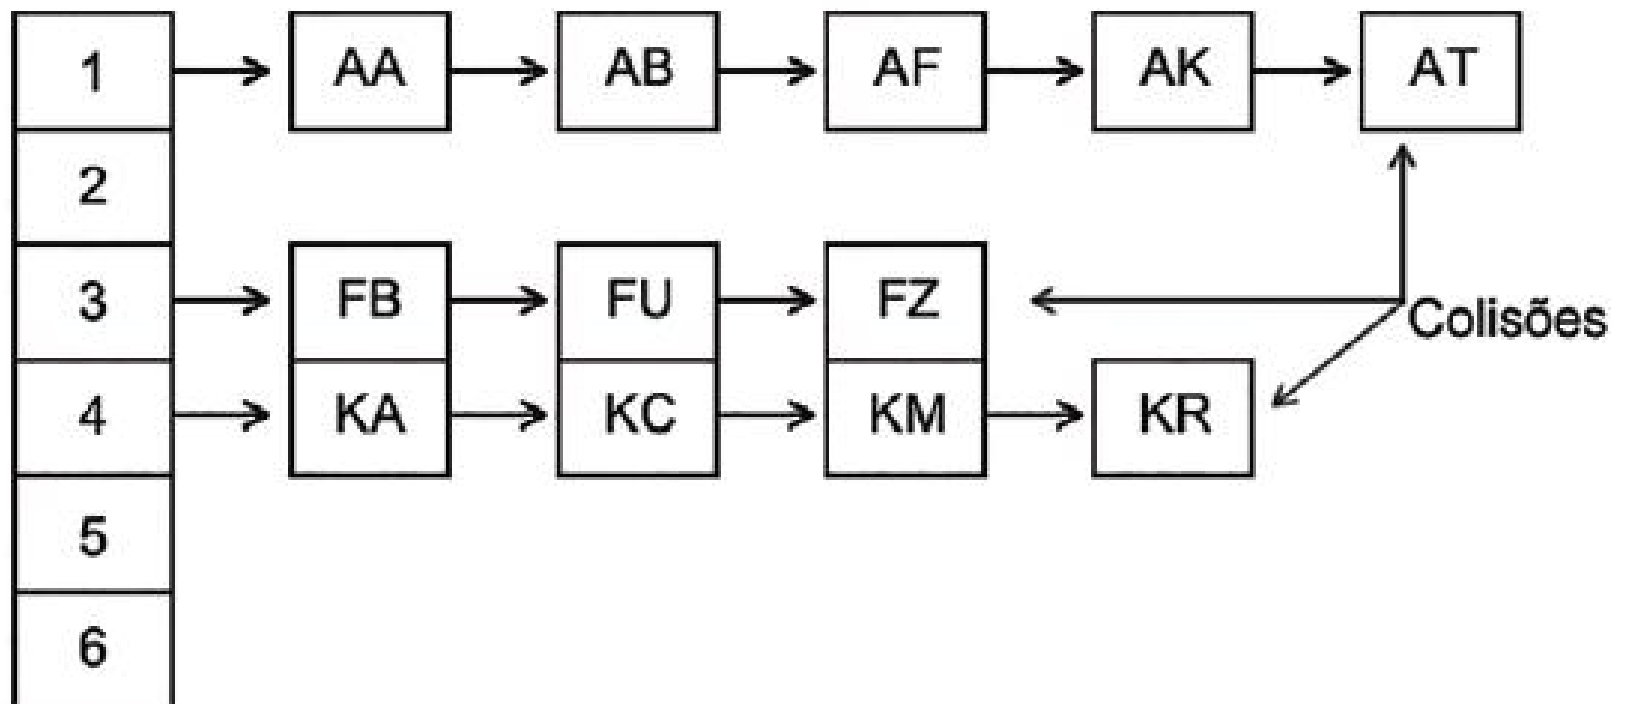 1 AA AB AF AK AT
2
3 FB FU FZ
Colisões
4 KA KC KM KR
5
6